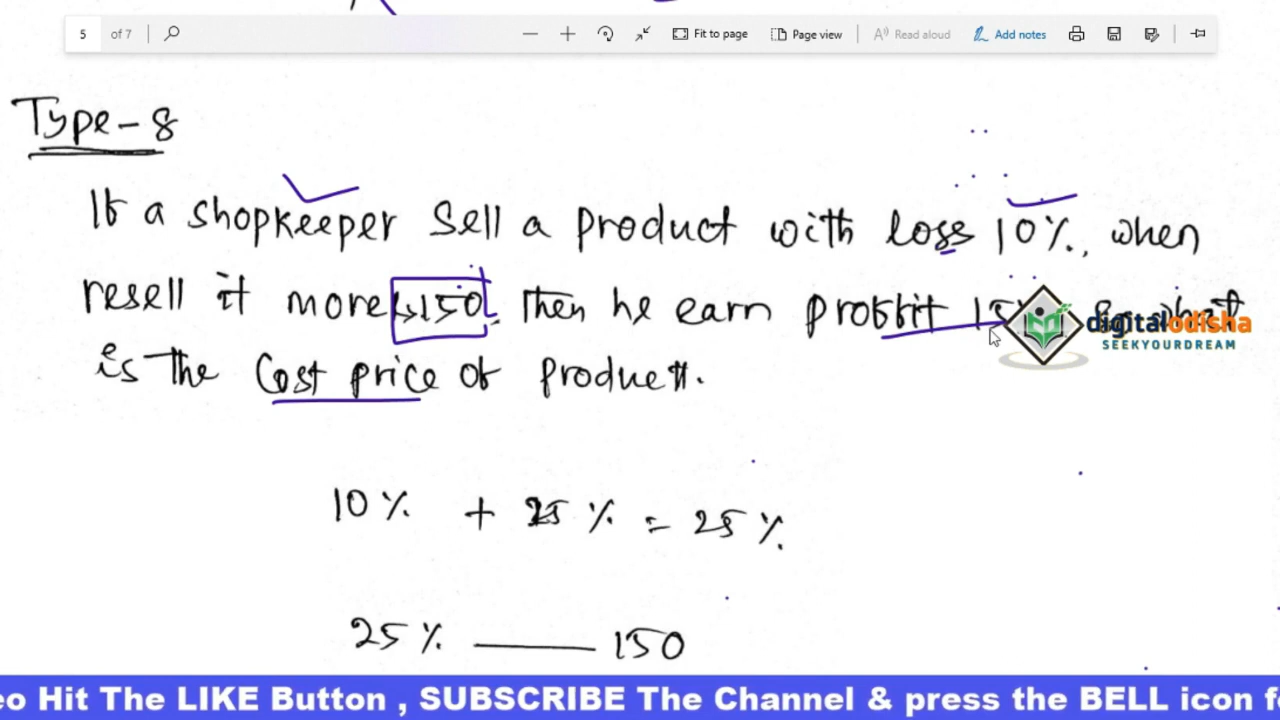 5 of 7
Fit to page
Page view
Read aloud
Add notes
Type-8
If a shopkeeper Sell a product with loss 10%, when
resell it more 150, Then he earn profit
is the Cost price of product.
digitalodisha
SEEKYOURDREAM
10% + 25% = 25%
25% — 150
eo Hit The LIKE Button , SUBSCRIBE The Channel & press the BELL icon f